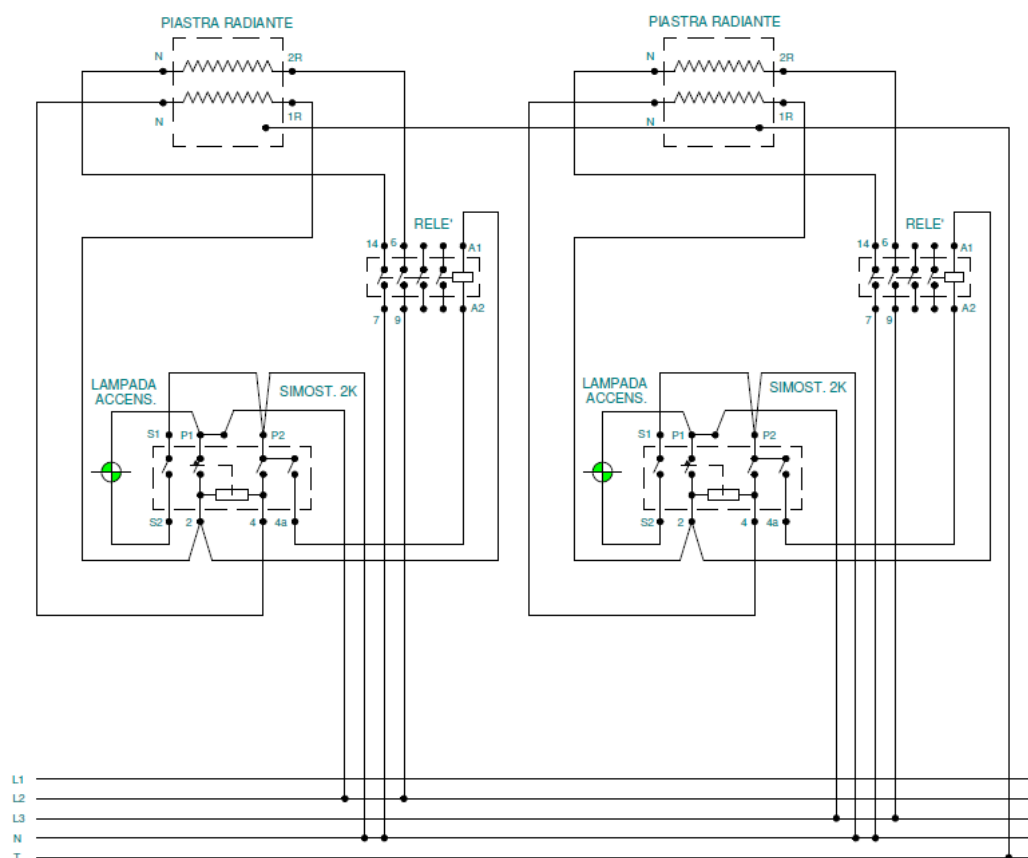 PIASTRA RADIANTE
PIASTRA RADIANTE
N
2R
N
2R
N
1R
N
1R
RELE'
RELE'
14
6
A1
14
6
A1
7
9
A2
7
9
A2
LAMPADA
ACCENS.
SIMOST. 2K
LAMPADA
ACCENS.
SIMOST. 2K
S1
P1
P2
S1
P1
P2
S2
2
4
4a
S2
2
4
4a
L1
L2
L3
N
T